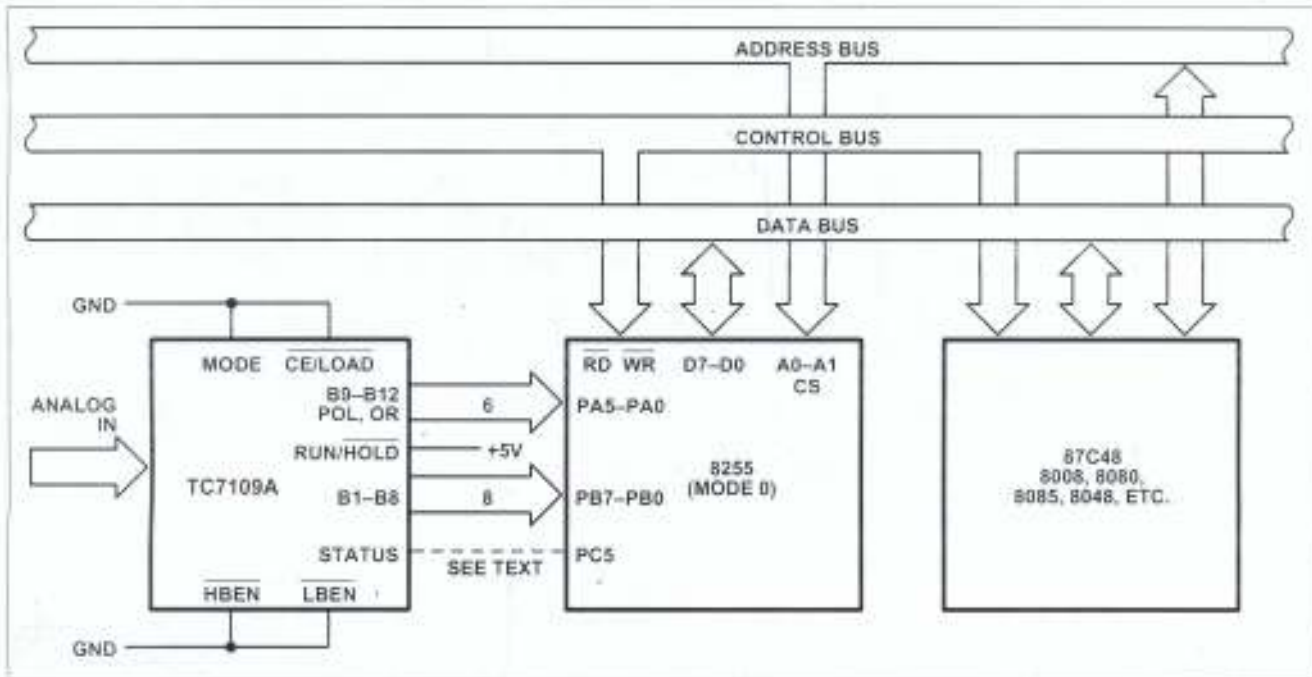 ADDRESS BUS
CONTROL BUS
DATA BUS
GND
MODE CE/LOAD
B9–B12
POL, OR
6
ANALOG
IN
RUN/HOLD
+5V
TC7109A
B1–B8
8
STATUS
SEE TEXT
HBEN LBEN
GND
RD WR D7–D0 A0–A1
CS
PA5–PA0
8255
(MODE 0)
PB7–PB0
PC5
87C48
8008, 8080,
8085, 8048, ETC.